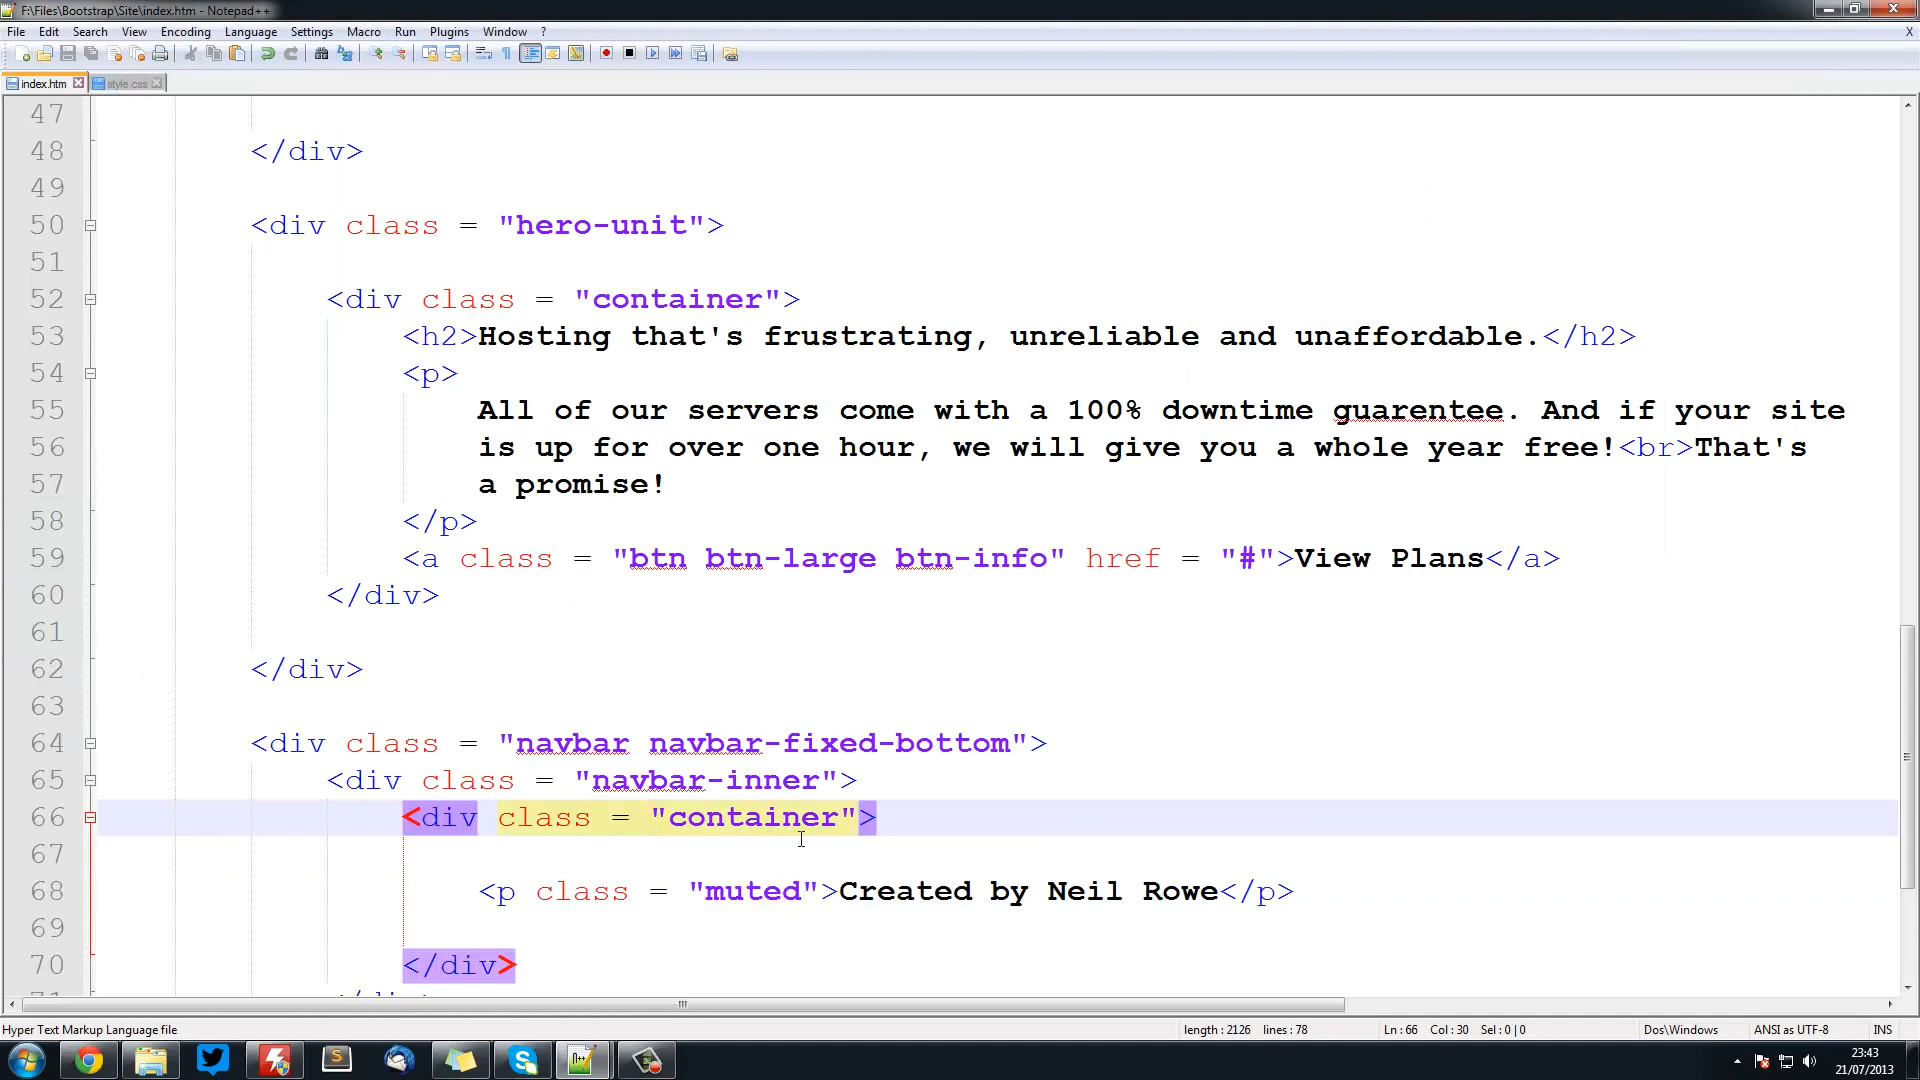 F:\Files\Bootstrap\Site\index.htm - Notepad++
File Edit Search View Encoding Language Settings Macro Run Plugins Window ? X
index.htm style.css
47
48 </div>
49
50 <div class = "hero-unit">
51
52 <div class = "container">
53 <h2>Hosting that's frustrating, unreliable and unaffordable.</h2>
54 <p>
55 All of our servers come with a 100% downtime guarentee. And if your site
56 is up for over one hour, we will give you a whole year free!<br>That's
57 a promise!
58 </p>
59 <a class = "btn btn-large btn-info" href = "#">View Plans</a>
60 </div>
61
62 </div>
63
64 <div class = "navbar navbar-fixed-bottom">
65 <div class = "navbar-inner">
66 <div class = "container">
67
68 <p class = "muted">Created by Neil Rowe</p>
69
70 </div>
Hyper Text Markup Language file length : 2126 lines : 78 Ln : 66 Col : 30 Sel : 0 | 0 Dos\Windows ANSI as UTF-8 INS
23:43
21/07/2013